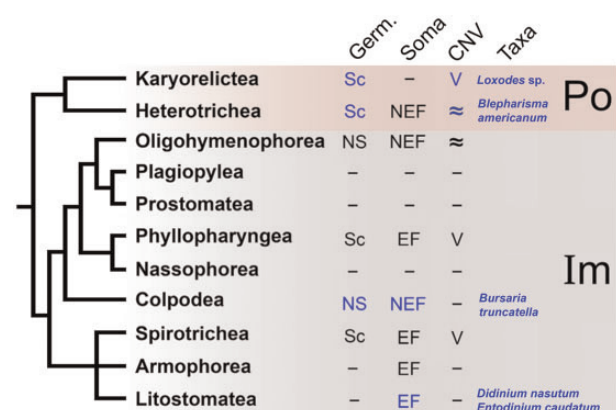 Germ. Soma CNV Taxa
Karyorelictea Sc – V Loxodes sp.
Po
Heterotrichea Sc NEF ≈ Blepharisma
americanum
Oligohymenophorea NS NEF ≈
Plagiopylea – – –
Prostomatea – – –
Phyllopharyngea Sc EF V
Im
Nassophorea – – –
Colpodea NS NEF – Bursaria
truncatella
Spirotrichea Sc EF V
Armophorea – EF –
Litostomatea – EF – Didinium nasutum
Entodinium caudatum